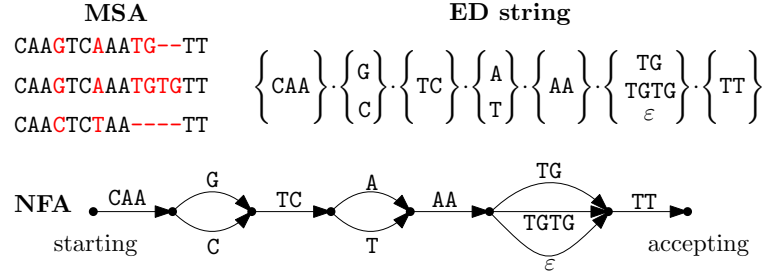 MSA
CAAGTCAAATG--TT
CAAGTCAAATGTGTT
CAACTCTAA----TT
ED string
{CAA} · {G C} · {TC} · {A T} · {AA} · {TG TGTG ε} · {TT}
NFA
CAA
G
C
TC
A
T
AA
TG
TGTG
ε
TT
starting
accepting